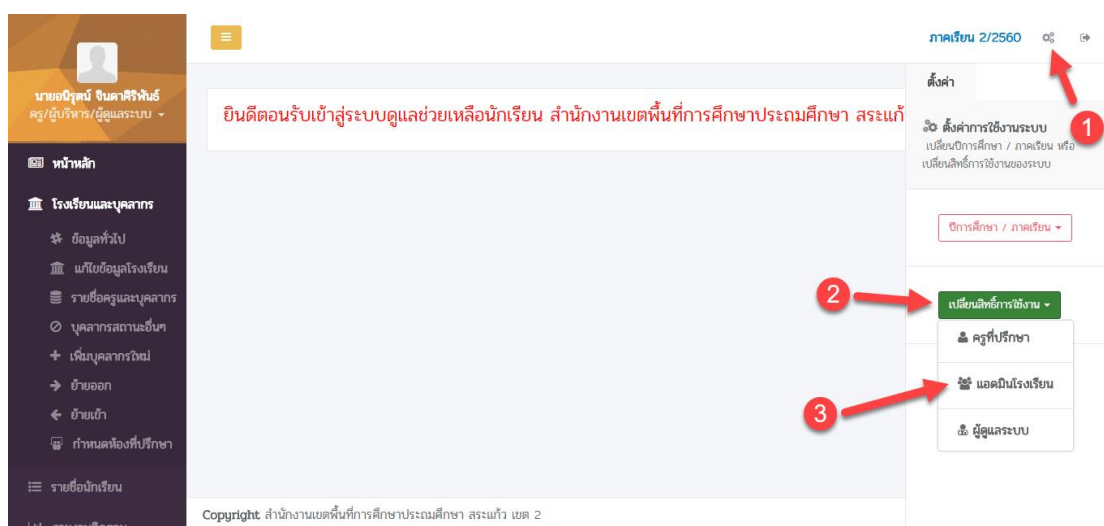 นายอนิรุตน์ จินดาศิริพันธ์
ครู/ผู้บริหาร/ผู้ดูแลระบบ
หน้าหลัก
โรงเรียนและบุคลากร
ข้อมูลทั่วไป
แก้ไขข้อมูลโรงเรียน
รายชื่อครูและบุคลากร
บุคลากรสถานะอื่นๆ
เพิ่มบุคลากรใหม่
ย้ายออก
ย้ายเข้า
กำหนดห้องที่ปรึกษา
รายชื่อนักเรียน
ยินดีตอนรับเข้าสู่ระบบดูแลช่วยเหลือนักเรียน สำนักงานเขตพื้นที่การศึกษาประถมศึกษา สระแก้
Copyright สำนักงานเขตพื้นที่การศึกษาประถมศึกษา สระแก้ว เขต 2
ภาคเรียน 2/2560
ตั้งค่า
1
ตั้งค่าการใช้งานระบบ
เปลี่ยนปีการศึกษา / ภาคเรียน หรือ
เปลี่ยนสิทธิ์การใช้งานของระบบ
ปีการศึกษา / ภาคเรียน
2
เปลี่ยนสิทธิ์การใช้งาน
ครูที่ปรึกษา
3
แอดมินโรงเรียน
ผู้ดูแลระบบ